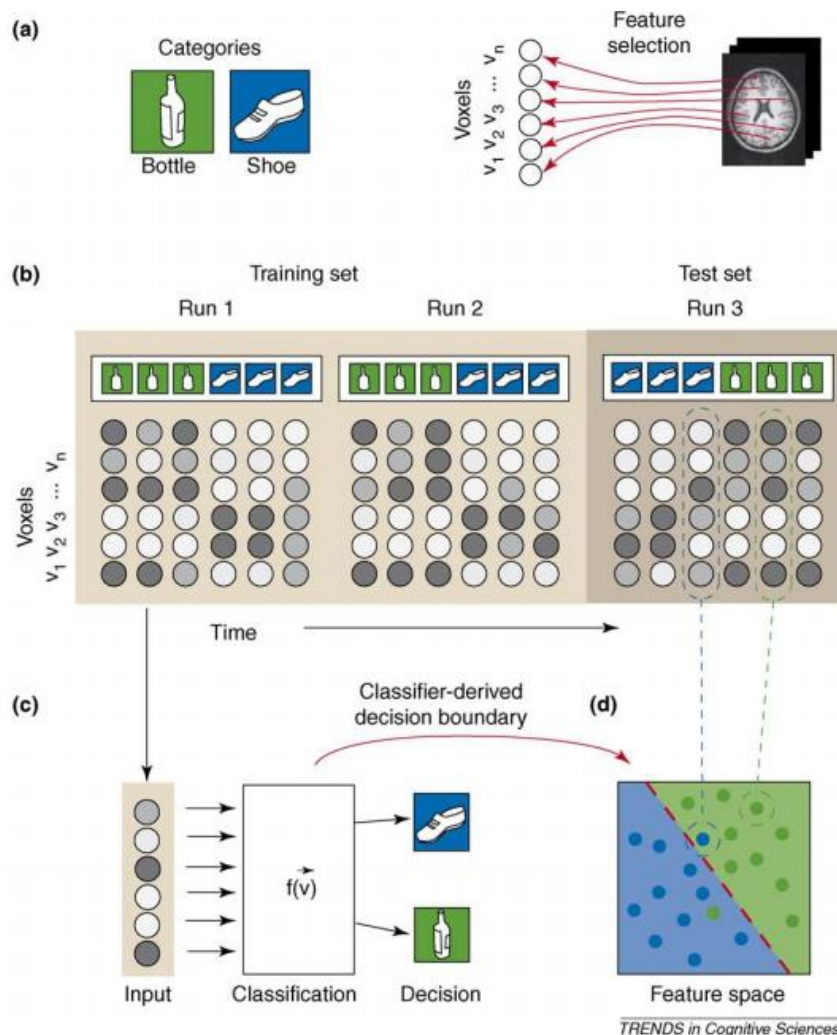 (a)
Categories
Bottle
Shoe
Feature
selection
Voxels
v1 v2 v3 ... vn
(b)
Training set
Test set
Run 1
Run 2
Run 3
Voxels
v1 v2 v3 ... vn
Time
(c)
Classifier-derived
decision boundary
(d)
f(v)
Input
Classification
Decision
Feature space
TRENDS in Cognitive Sciences